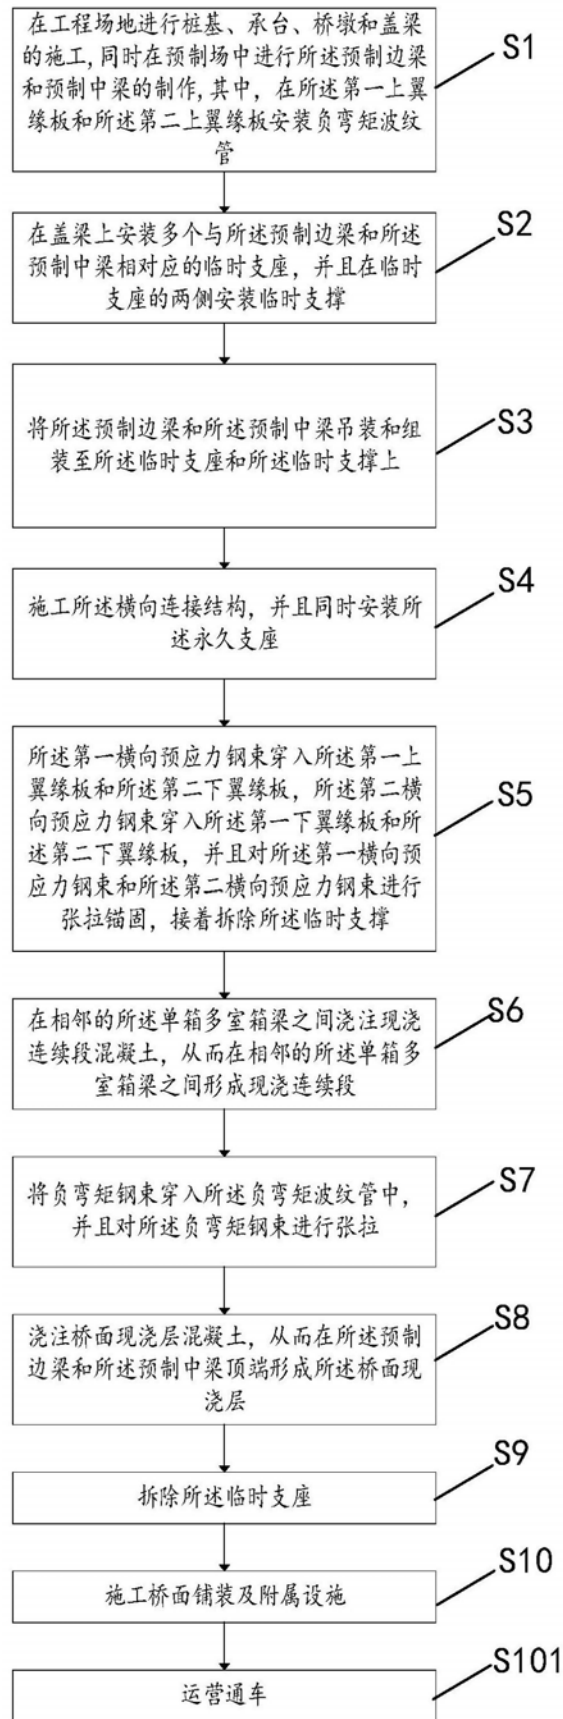 在工程场地进行桩基、承台、桥墩和盖梁
的施工,同时在预制场中进行所述预制边梁
和预制中梁的制作,其中，在所述第一上翼
缘板和所述第二上翼缘板安装负弯矩波纹
管
S1
在盖梁上安装多个与所述预制边梁和所述
预制中梁相对应的临时支座，并且在临时
支座的两侧安装临时支撑
S2
将所述预制边梁和所述预制中梁吊装和组
装至所述临时支座和所述临时支撑上
S3
施工所述横向连接结构，并且同时安装所
述永久支座
S4
所述第一横向预应力钢束穿入所述第一上
翼缘板和所述第二下翼缘板，所述第二横
向预应力钢束穿入所述第一下翼缘板和所
述第二下翼缘板，并且对所述第一横向预
应力钢束和所述第二横向预应力钢束进行
张拉锚固，接着拆除所述临时支撑
S5
在相邻的所述单箱多室箱梁之间浇注现浇
连续段混凝土，从而在相邻的所述单箱多
室箱梁之间形成现浇连续段
S6
将负弯矩钢束穿入所述负弯矩波纹管中，
并且对所述负弯矩钢束进行张拉
S7
浇注桥面现浇层混凝土，从而在所述预制
边梁和所述预制中梁顶端形成所述桥面现
浇层
S8
拆除所述临时支座
S9
施工桥面铺装及附属设施
S10
运营通车
S101